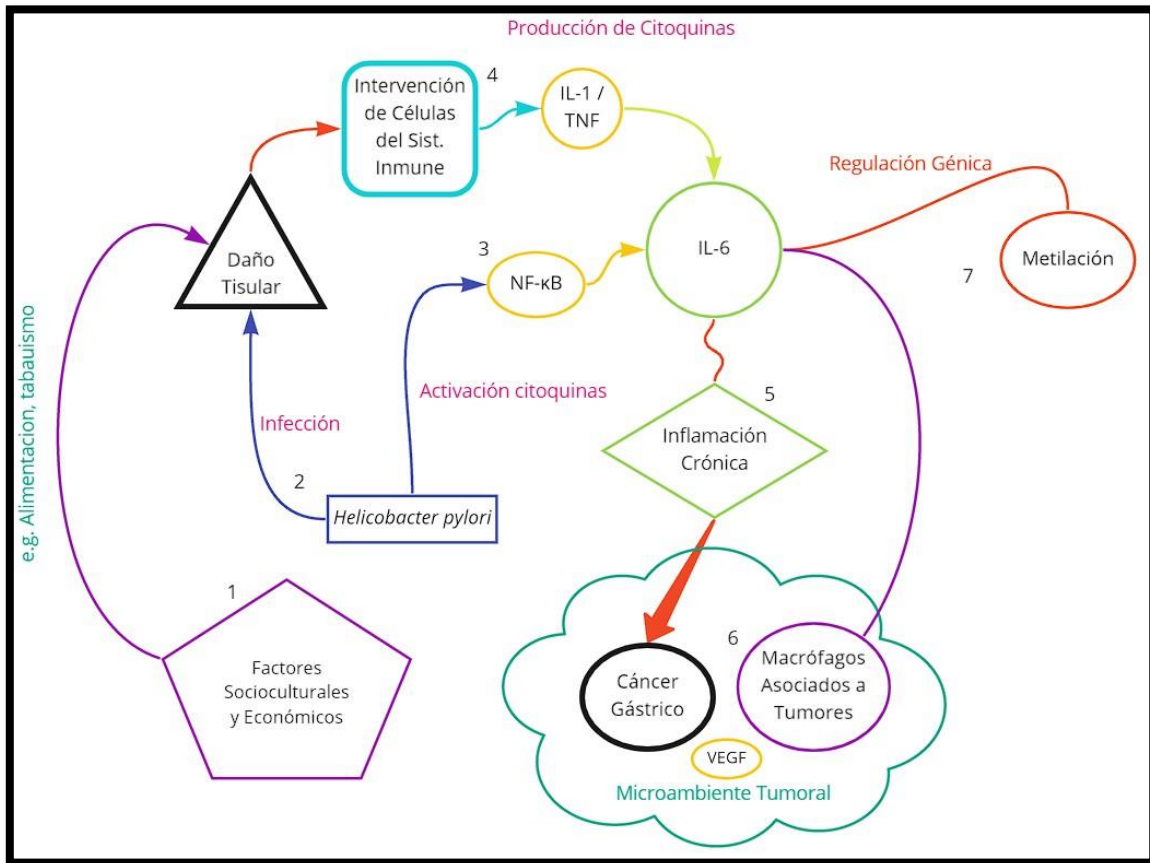 Producción de Citoquinas
4
Intervención
de Células
del Sist.
Inmune
IL-1 /
TNF
Regulación Génica
Daño
Tisular
3
NF-κB
IL-6
Metilación
7
e.g. Alimentacion, tabauismo
Infección
Activación citoquinas
5
Inflamación
Crónica
2
Helicobacter pylori
1
Factores
Socioculturales
y Económicos
6
Cáncer
Gástrico
Macrófagos
Asociados a
Tumores
VEGF
Microambiente Tumoral